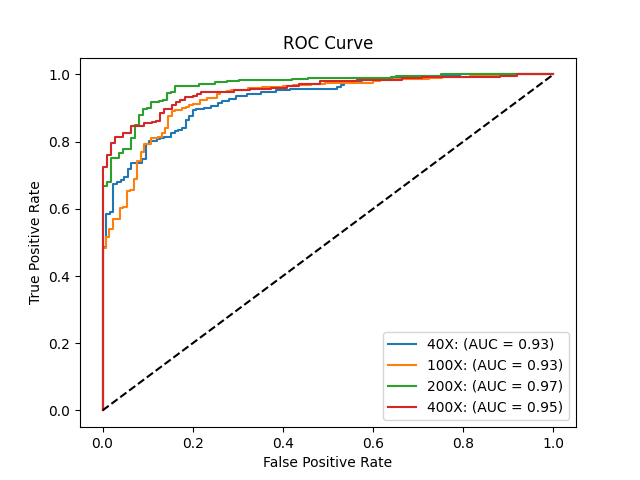 ROC Curve
True Positive Rate
1.0
0.8
0.6
0.4
0.2
0.0
0.0 0.2 0.4 0.6 0.8 1.0
False Positive Rate
40X: (AUC = 0.93)
100X: (AUC = 0.93)
200X: (AUC = 0.97)
400X: (AUC = 0.95)